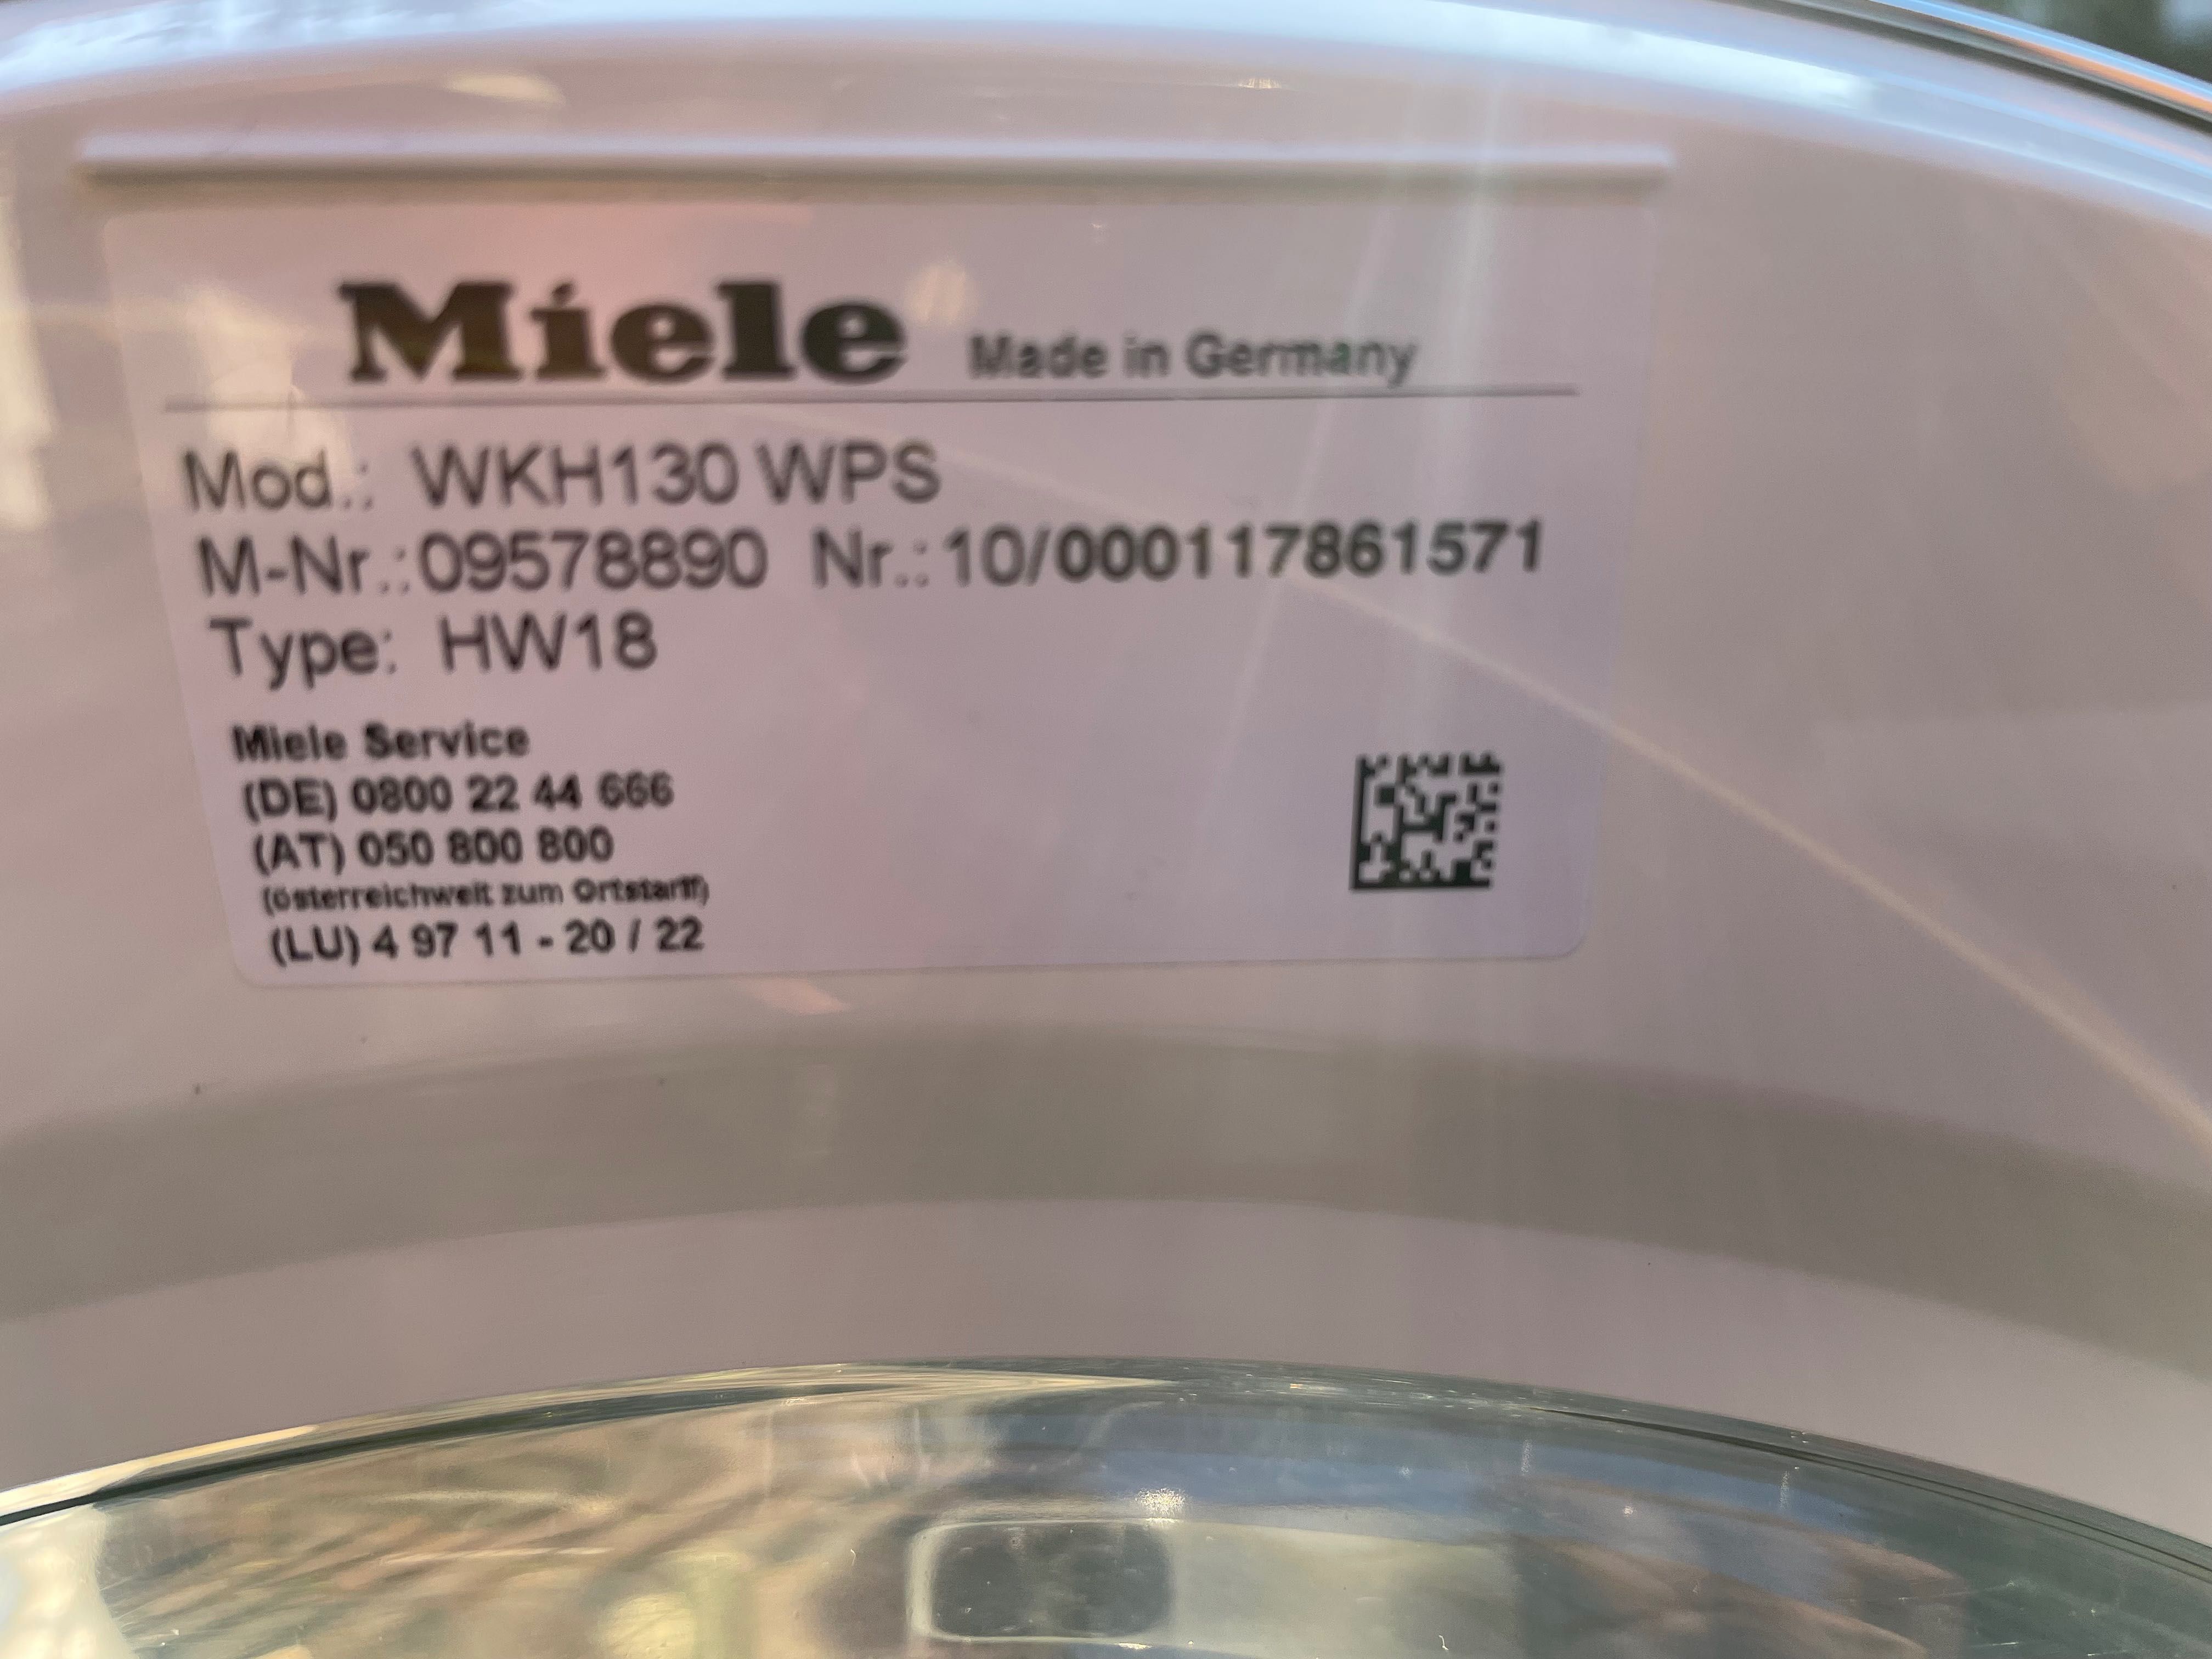 Miele Made in Germany
Mod.: WKH130 WPS
M-Nr.:09578890 Nr.:10/000117861571
Type: HW18
Miele Service
(DE) 0800 22 44 666
(AT) 050 800 800
(österreichweit zum Ortstarif)
(LU) 4 97 11 - 20 / 22